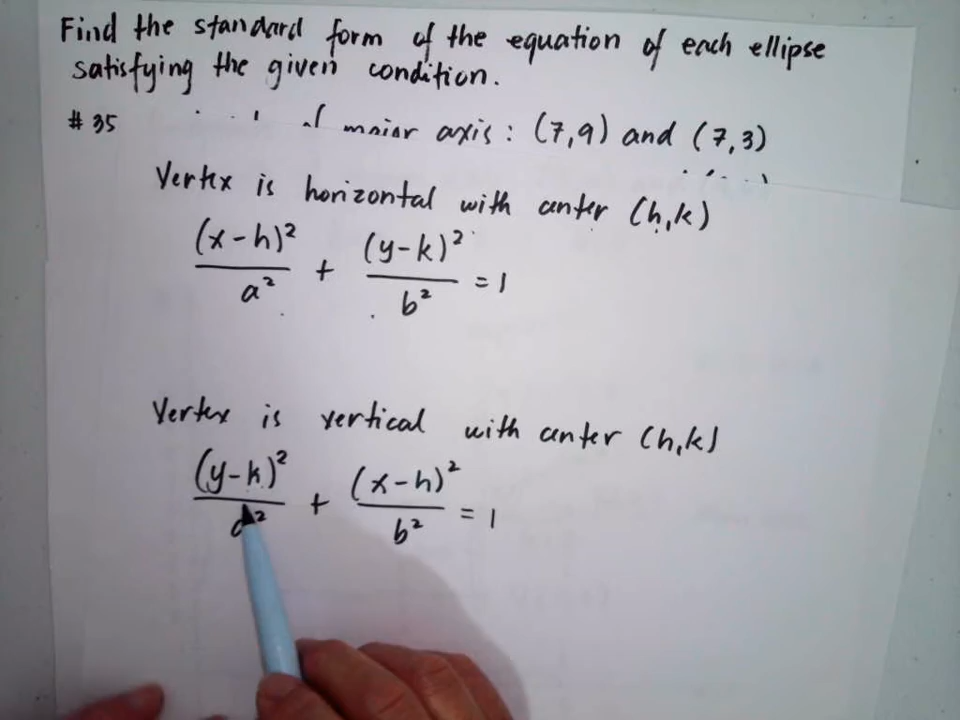 Find the standard form of the equation of each ellipse
satisfying the given condition.
# 35 major axis : (7,9) and (7,3)
Vertex is horizontal with center (h,k)
(x-h)² / a² + (y-k)² / b² = 1
Vertex is vertical with center (h,k)
(y-k)² / a² + (x-h)² / b² = 1